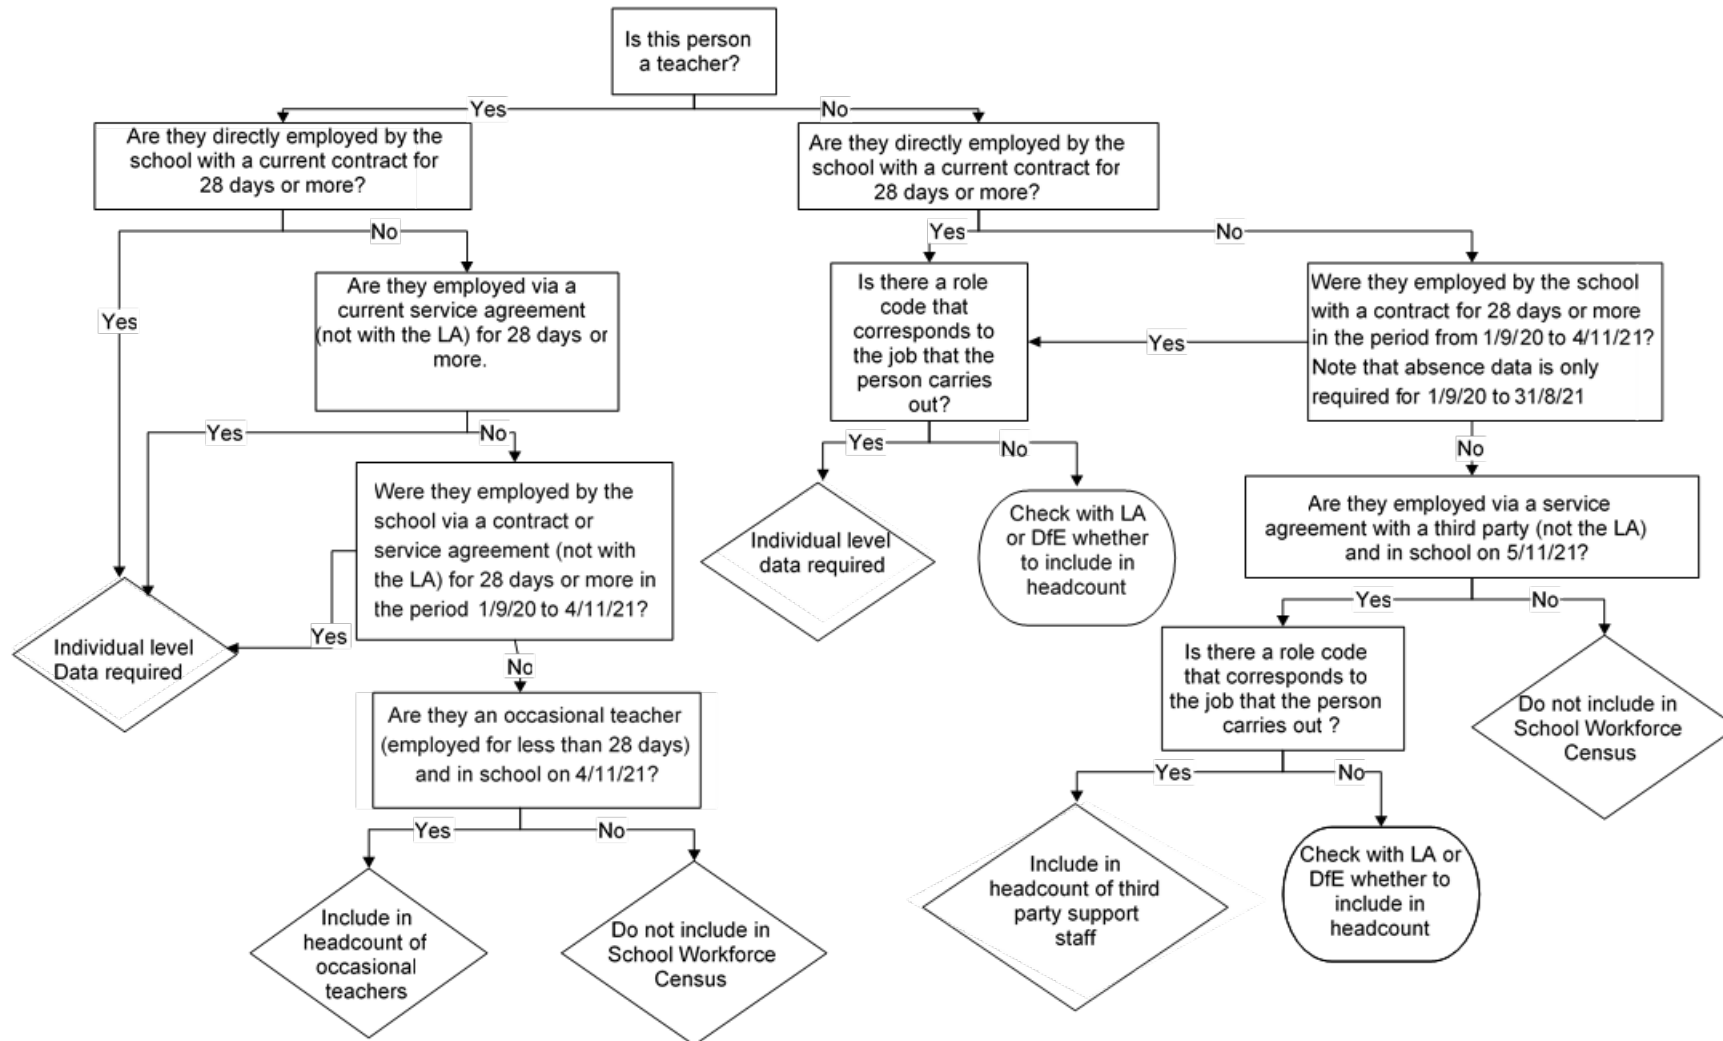 Is this person
a teacher?
Yes
No
Are they directly employed by the
school with a current contract for
28 days or more?
Are they directly employed by the
school with a current contract for
28 days or more?
Yes
No
Yes
No
Are they employed via a
current service agreement
(not with the LA) for 28 days or
more.
Is there a role
code that
corresponds to
the job that the
person carries
out?
Yes
Were they employed by the school
with a contract for 28 days or more
in the period from 1/9/20 to 4/11/21?
Note that absence data is only
required for 1/9/20 to 31/8/21
Yes
No
Yes
No
No
Were they employed by the
school via a contract or
service agreement (not with
the LA) for 28 days or more in
the period 1/9/20 to 4/11/21?
Individual level
data required
Check with LA
or DfE whether
to include in
headcount
Are they employed via a service
agreement with a third party (not the LA)
and in school on 5/11/21?
Yes
No
Yes
No
Individual level
Data required
Is there a role code
that corresponds to
the job that the person
carries out ?
Do not include in
School Workforce
Census
Are they an occasional teacher
(employed for less than 28 days)
and in school on 4/11/21?
Yes
No
Yes
No
Include in
headcount of
occasional
teachers
Do not include in
School Workforce
Census
Include in
headcount of third
party support
staff
Check with LA or
DfE whether to
include in
headcount